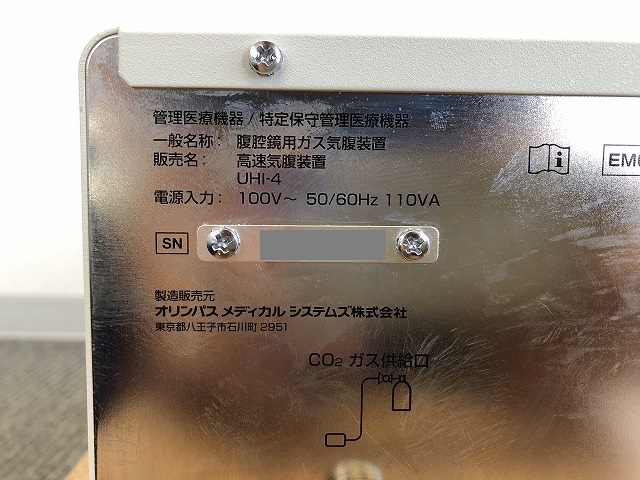 管理医療機器 / 特定保守管理医療機器
一般名称： 腹腔鏡用ガス気腹装置
販売名： 高速気腹装置
UHI-4
電源入力： 100V～ 50/60Hz 110VA
SN
製造販売元
オリンパス メディカル システムズ株式会社
東京都八王子市石川町 2951
CO₂ ガス供給口